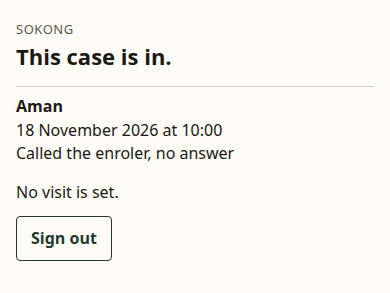 SOKONG
This case is in.
Aman
18 November 2026 at 10:00
Called the enroler, no answer
No visit is set.
Sign out